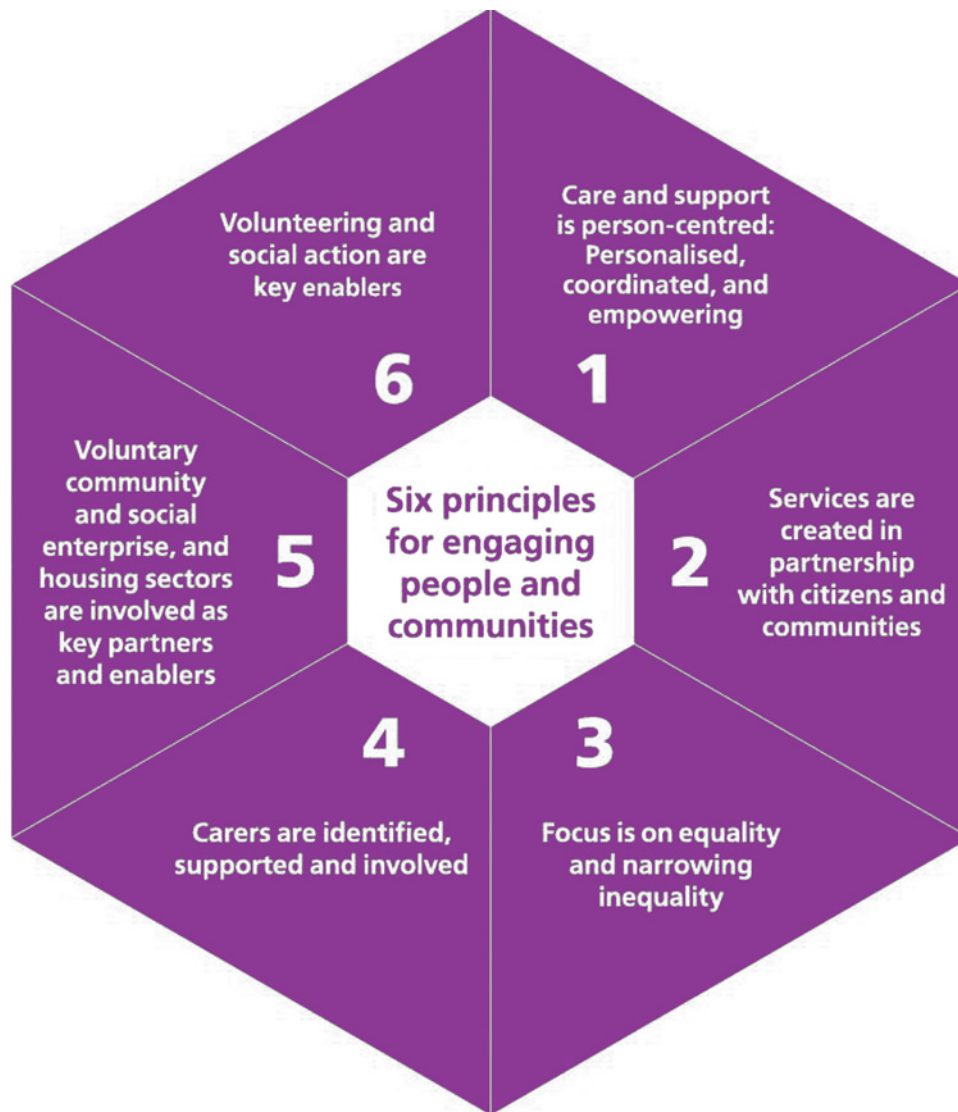 Six principles
for engaging
people and
communities
Care and support
is person-centred:
Personalised,
coordinated, and
empowering
1
2
Services are
created in
partnership
with citizens and
communities
3
Focus is on equality
and narrowing
inequality
4
Carers are identified,
supported and involved
Voluntary
community
and social
enterprise, and
housing sectors
are involved as
key partners
and enablers
5
Volunteering and
social action are
key enablers
6